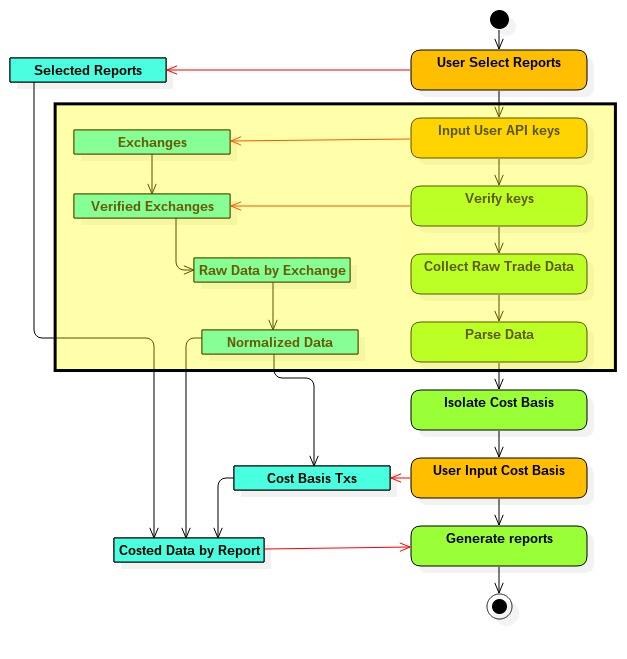 User Select Reports
Selected Reports
Input User API keys
Exchanges
Verify keys
Verified Exchanges
Collect Raw Trade Data
Raw Data by Exchange
Parse Data
Normalized Data
Isolate Cost Basis
User Input Cost Basis
Cost Basis Txs
Generate reports
Costed Data by Report